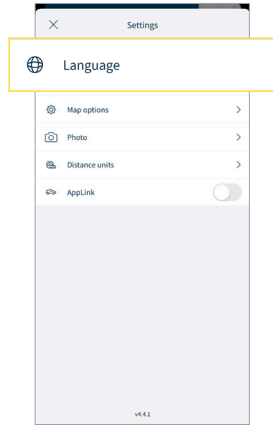 Settings
Language
Map options
Photo
Distance units
AppLink
v4.4.1